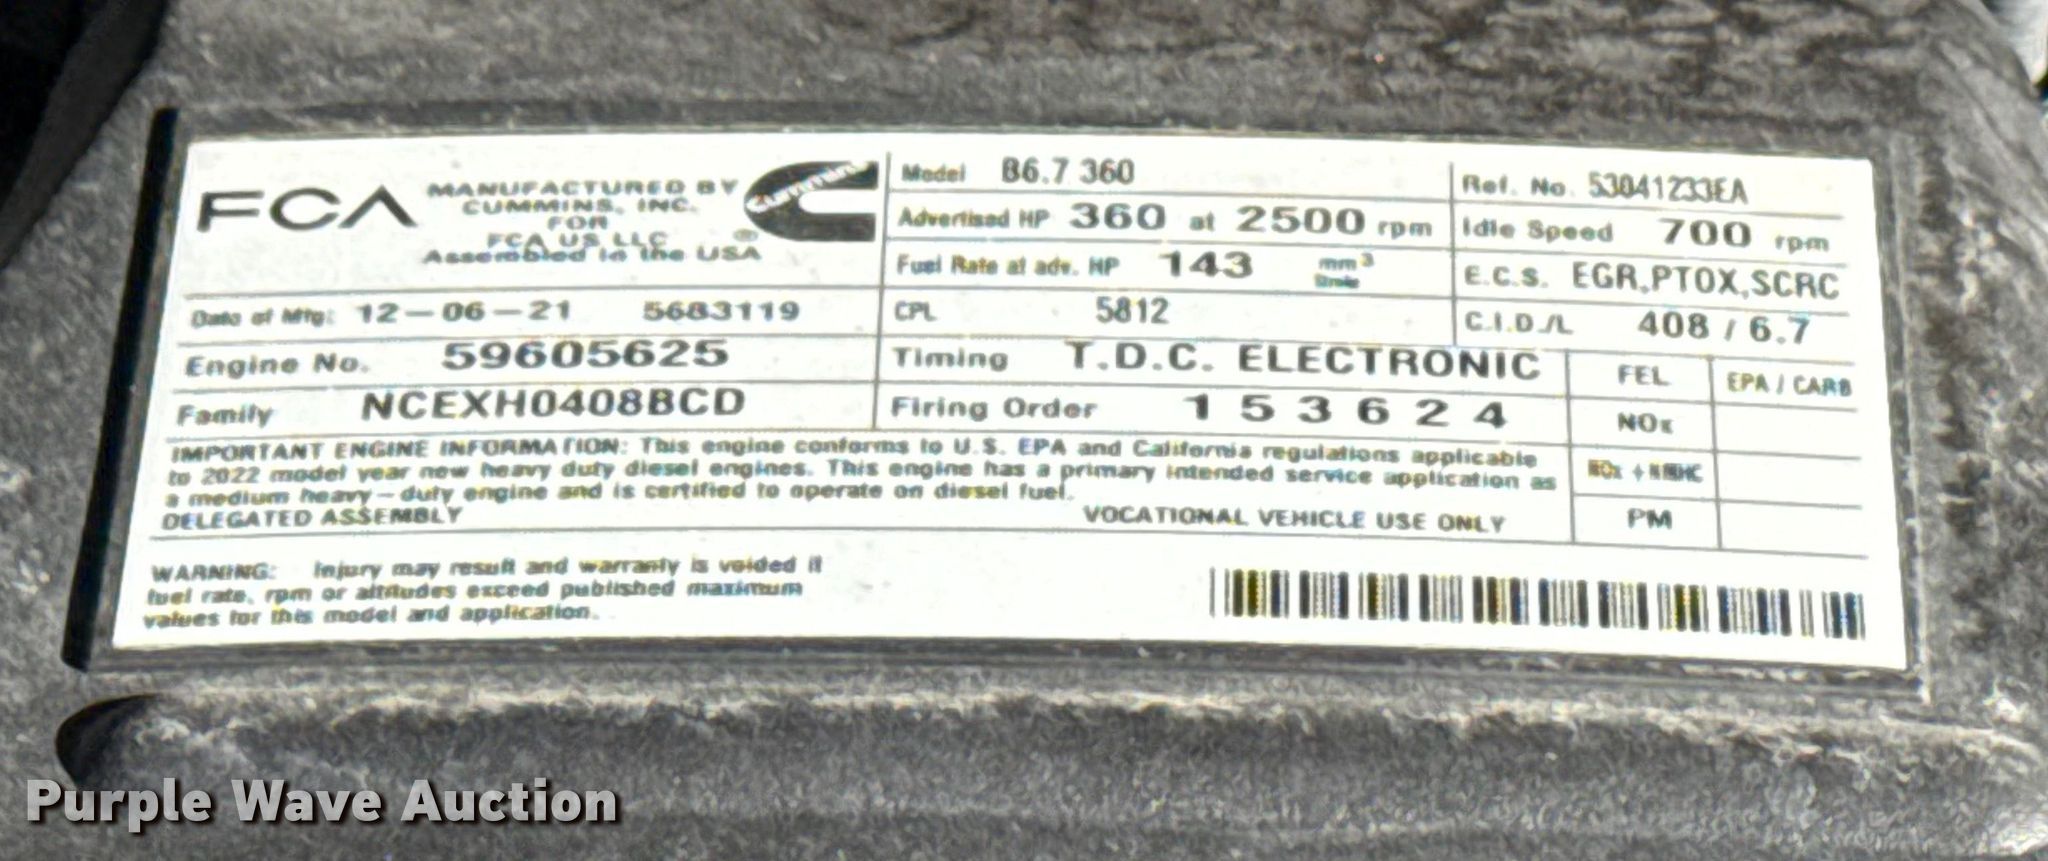 FCA
MANUFACTURED BY
CUMMINS, INC.
FOR
FCA US LLC
Assembled in the USA
Cummins
®
Model B6.7 360
Ref. No. 53041233EA
Advertised HP 360 at 2500 rpm
Idle Speed 700 rpm
Fuel Rate at adv. HP 143 mm³
Stroke
E.C.S. EGR,PTOX,SCRC
Date of Mfg: 12-06-21 5683119
CPL 5812
C.I.D./L 408 / 6.7
Engine No. 59605625
Timing T.D.C. ELECTRONIC
FEL EPA / CARB
Family NCEXH0408BCD
Firing Order 1 5 3 6 2 4
NOx
NOx + NMHC
PM
IMPORTANT ENGINE INFORMATION: This engine conforms to U.S. EPA and California regulations applicable
to 2022 model year new heavy duty diesel engines. This engine has a primary intended service application as
a medium heavy-duty engine and is certified to operate on diesel fuel.
DELEGATED ASSEMBLY VOCATIONAL VEHICLE USE ONLY
WARNING: Injury may result and warranty is voided if
fuel rate, rpm or altitudes exceed published maximum
values for this model and application.
Purple Wave Auction